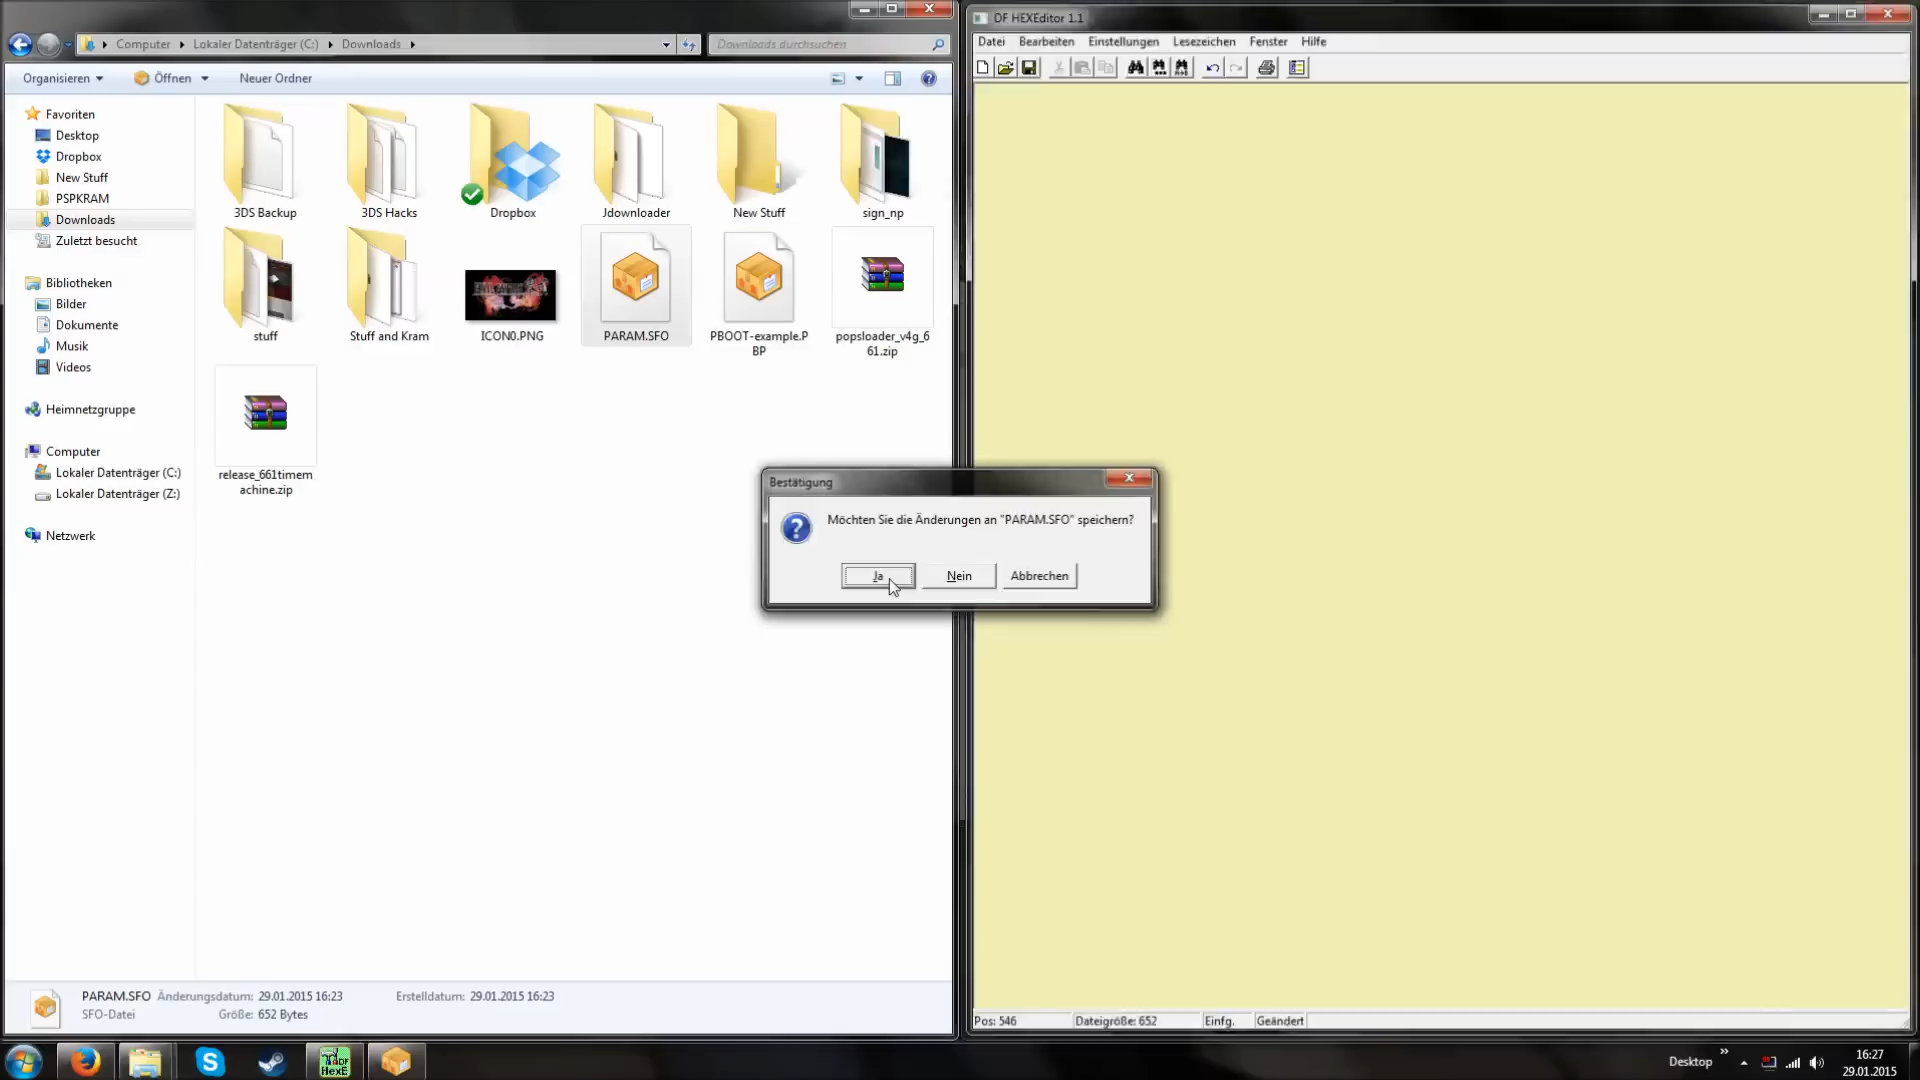 Computer
Lokaler Datenträger (C:)
Downloads
Downloads durchsuchen
Organisieren
Öffnen
Neuer Ordner
Favoriten
Desktop
Dropbox
New Stuff
PSPKRAM
Downloads
Zuletzt besucht
Bibliotheken
Bilder
Dokumente
Musik
Videos
Heimnetzgruppe
Computer
Lokaler Datenträger (C:)
Lokaler Datenträger (Z:)
Netzwerk
3DS Backup
3DS Hacks
Dropbox
Jdownloader
New Stuff
sign_np
stuff
Stuff and Kram
ICON0.PNG
PARAM.SFO
PBOOT-example.P
BP
popsloader_v4g_6
61.zip
release_661timem
achine.zip
PARAM.SFO Änderungsdatum: 29.01.2015 16:23 Erstelldatum: 29.01.2015 16:23
SFO-Datei Größe: 652 Bytes
DF HEXEditor 1.1
Datei Bearbeiten Einstellungen Lesezeichen Fenster Hilfe
Bestätigung
Möchten Sie die Änderungen an "PARAM.SFO" speichern?
Ja Nein Abbrechen
Pos: 546 Dateigröße: 652 Einfg. Geändert
DF
HexE
Desktop
16:27
29.01.2015